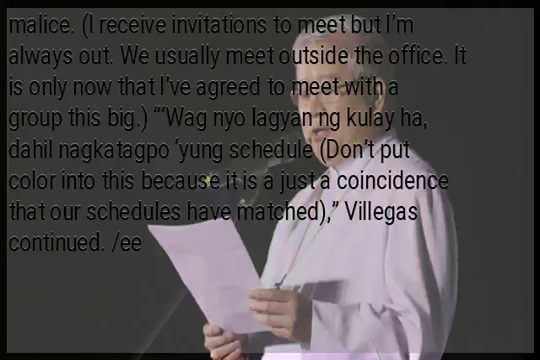 malice. (I receive invitations to meet but I’m
always out. We usually meet outside the office. It
is only now that I’ve agreed to meet with a
group this big.) “‘Wag nyo lagyan ng kulay ha,
dahil nagkatagpo ‘yung schedule (Don’t put
color into this because it is a just a coincidence
that our schedules have matched),” Villegas
continued. /ee